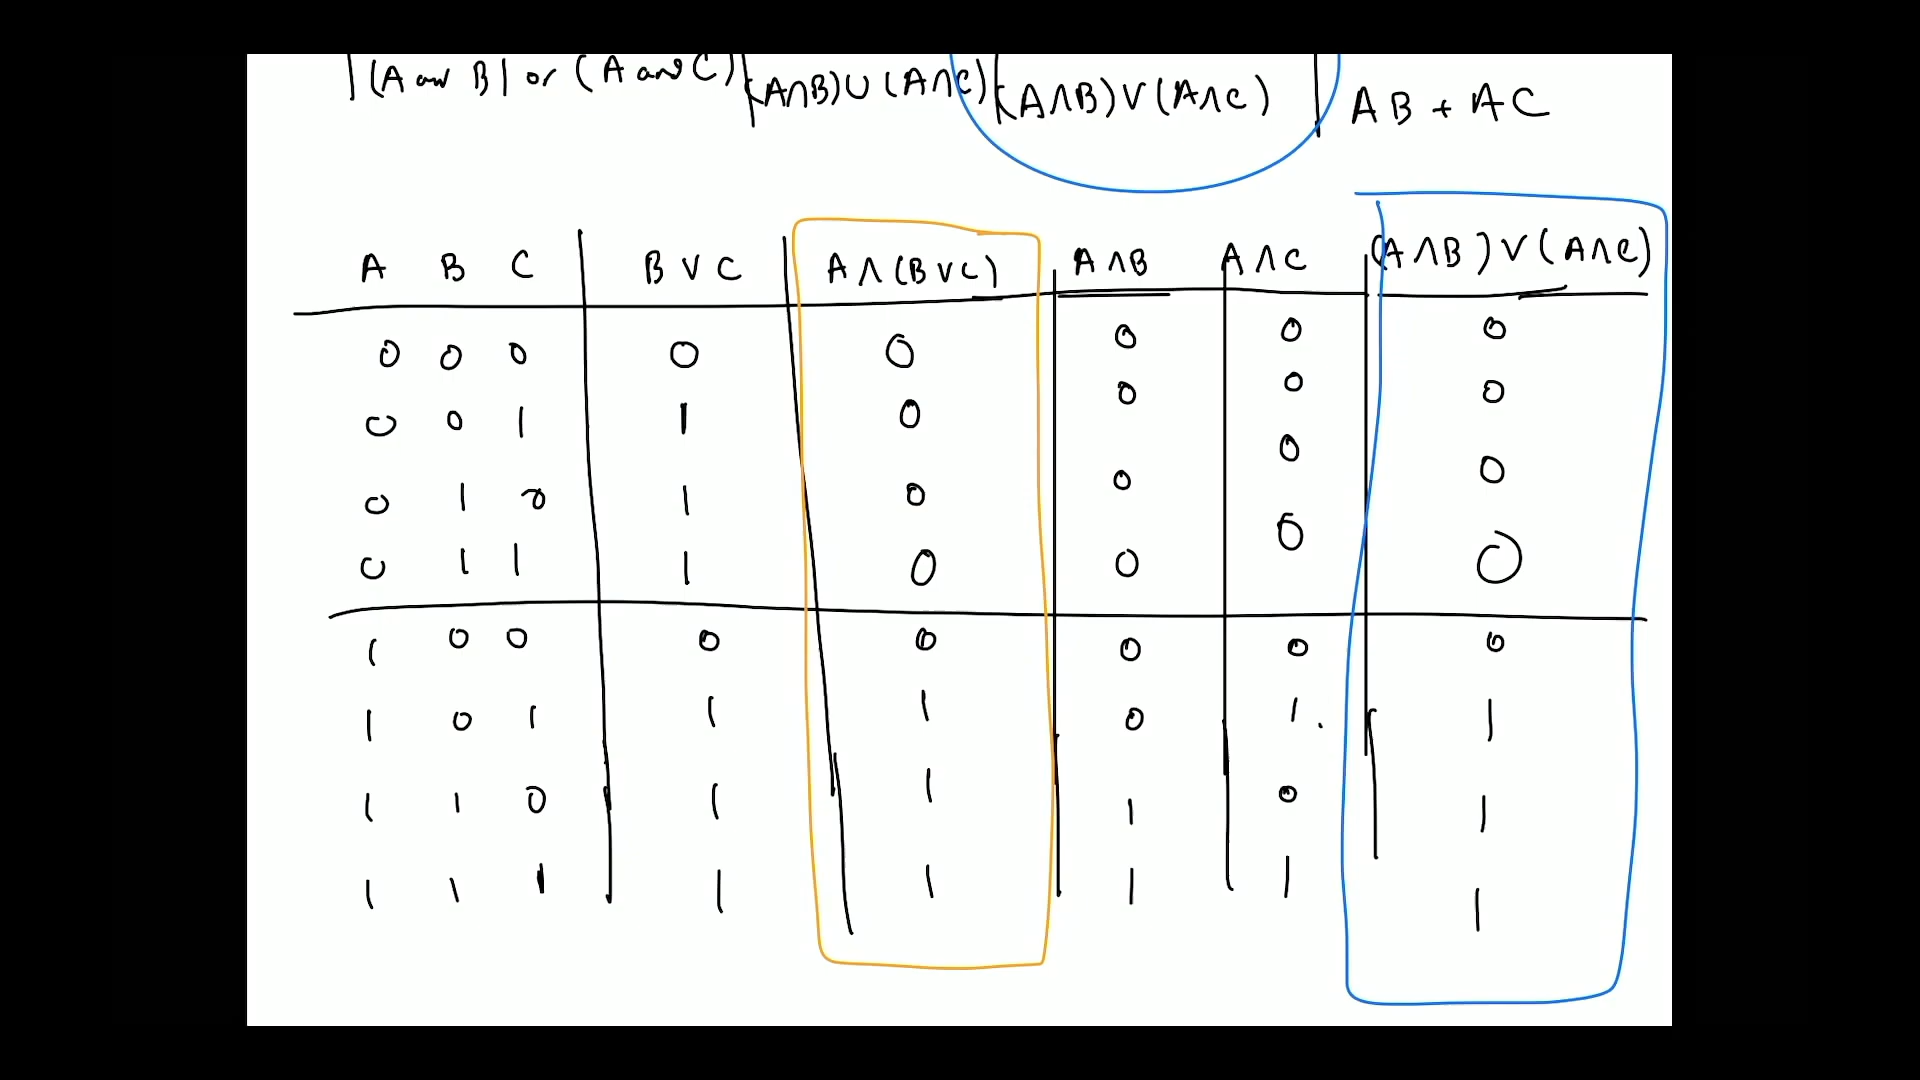 (A and B) or (A and C) | (A∩B)∪(A∩C) | (A∧B)∨(A∧C) | AB + AC
A B C | B ∨ C | A ∧ (B ∨ C) | A ∧ B | A ∧ C | (A ∧ B) ∨ (A ∧ C)
0 0 0 | 0 | 0 | 0 | 0 | 0
0 0 1 | 1 | 0 | 0 | 0 | 0
0 1 0 | 1 | 0 | 0 | 0 | 0
0 1 1 | 1 | 0 | 0 | 0 | 0
1 0 0 | 0 | 0 | 0 | 0 | 0
1 0 1 | 1 | 1 | 0 | 1 | 1
1 1 0 | 1 | 1 | 1 | 0 | 1
1 1 1 | 1 | 1 | 1 | 1 | 1